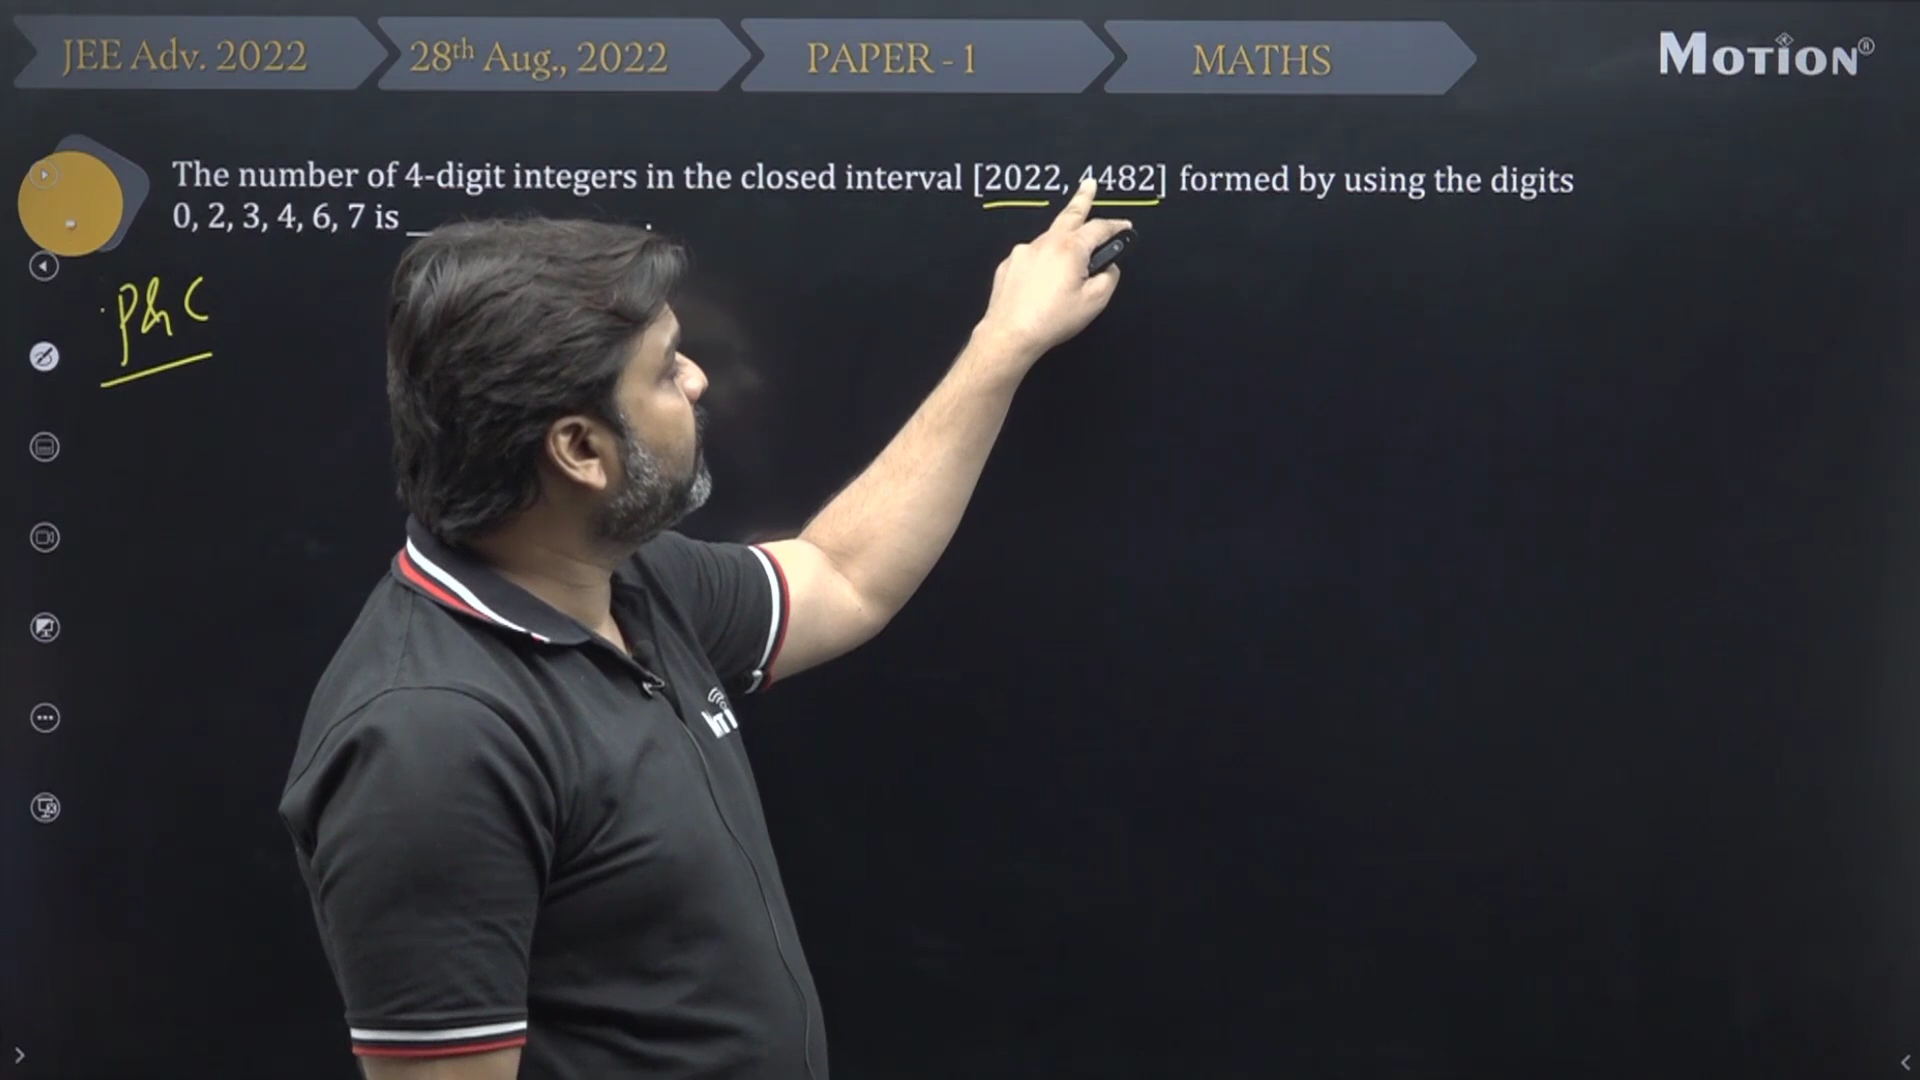 JEE Adv. 2022
28th Aug., 2022
PAPER - 1
MATHS
MOTION®
The number of 4-digit integers in the closed interval [2022, 4482] formed by using the digits
0, 2, 3, 4, 6, 7 is __ .
P&C